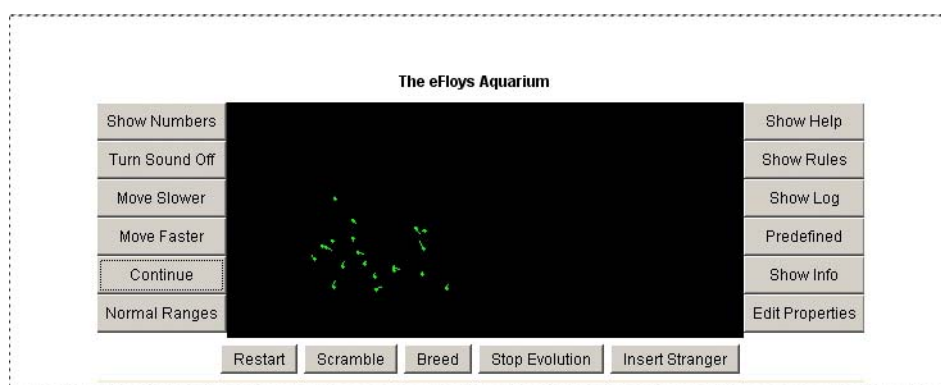 The eFloys Aquarium
Show Numbers
Turn Sound Off
Move Slower
Move Faster
Continue
Normal Ranges
Show Help
Show Rules
Show Log
Predefined
Show Info
Edit Properties
Restart Scramble Breed Stop Evolution Insert Stranger